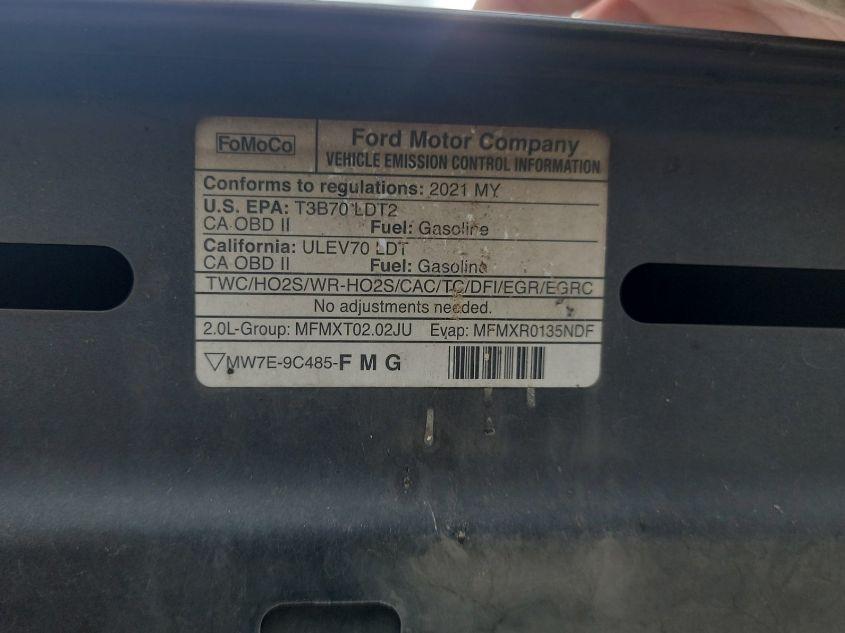 FoMoCo
Ford Motor Company
VEHICLE EMISSION CONTROL INFORMATION
Conforms to regulations: 2021 MY
U.S. EPA: T3B70 LDT2
CA OBD II Fuel: Gasoline
California: ULEV70 LDT
CA OBD II Fuel: Gasoline
TWC/HO2S/WR-HO2S/CAC/TC/DFI/EGR/EGRC
No adjustments needed.
2.0L-Group: MFMXT02.02JU Evap: MFMXR0135NDF
MW7E-9C485-F M G